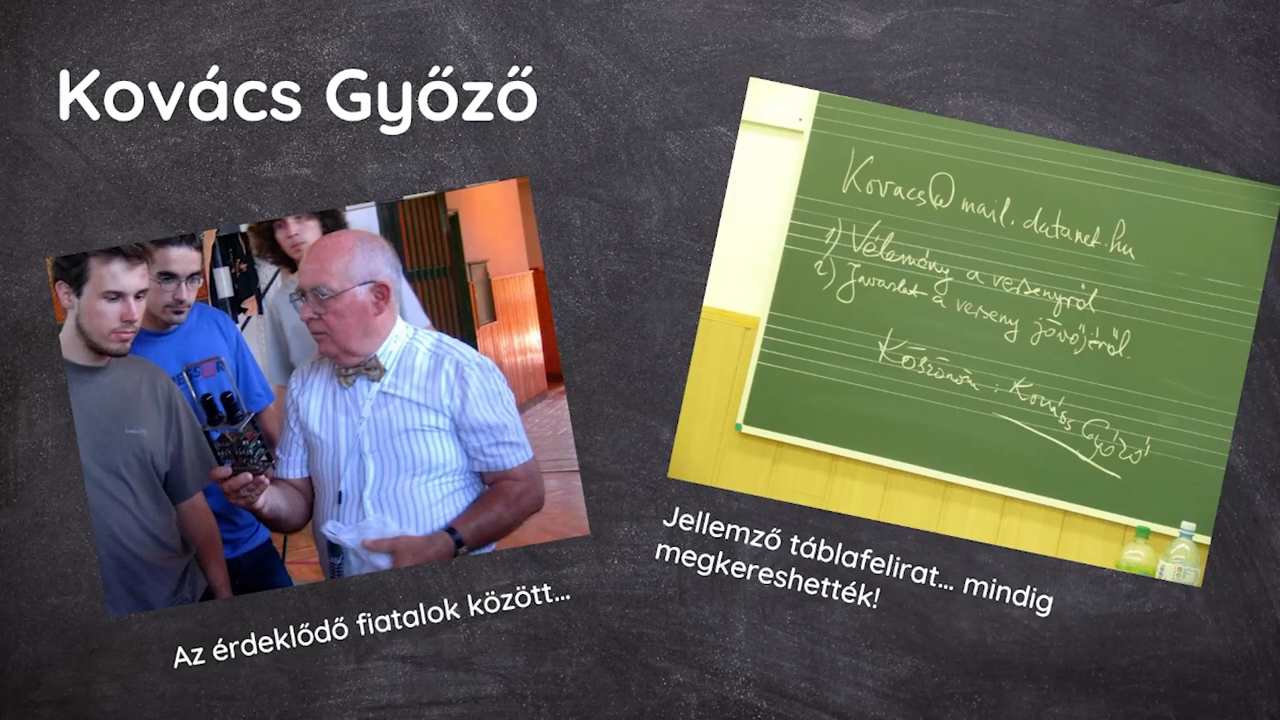 Kovács Győző
Kovacs@mail.datanet.hu
1) Vélemény a versenyről
2) Javaslat a verseny jövőjéről.
Köszönöm: Kovács Győző
Az érdeklődő fiatalok között...
Jellemző táblafelirat... mindig
megkereshették!